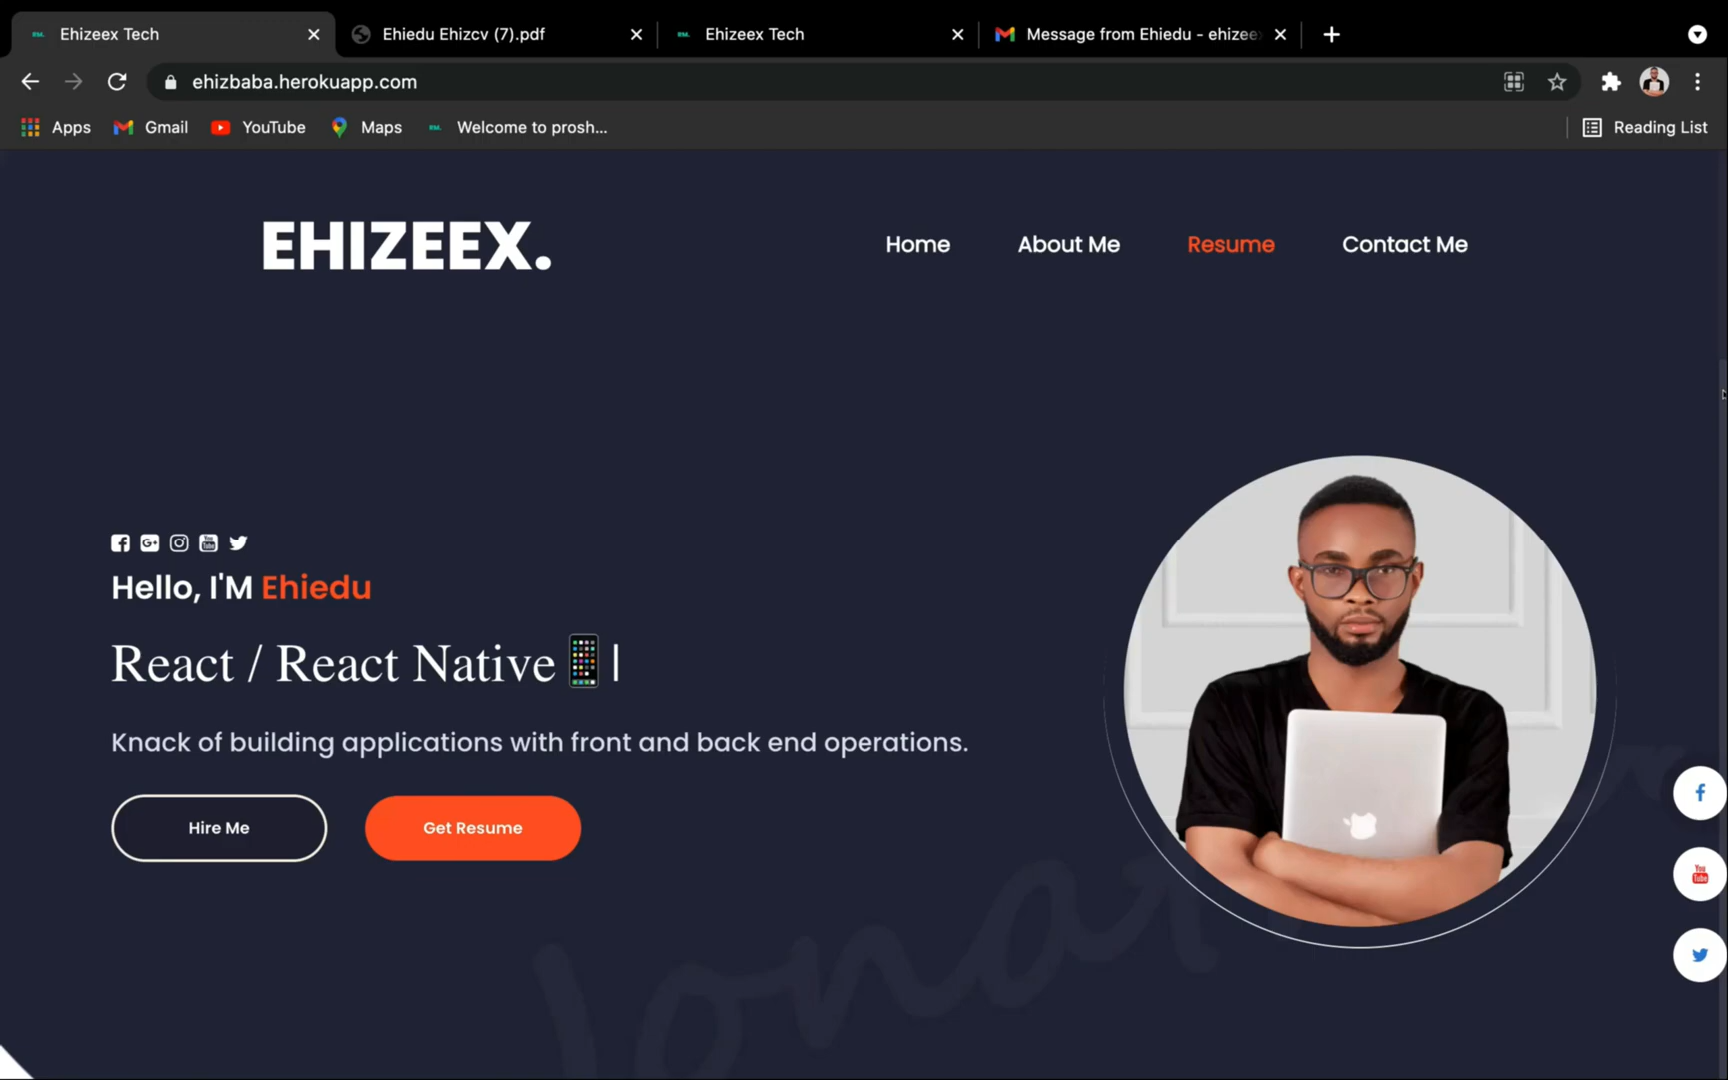 Ehizeex Tech
Ehiedu Ehizcv (7).pdf
Ehizeex Tech
Message from Ehiedu - ehizee
ehizbaba.herokuapp.com
Apps
Gmail
YouTube
Maps
Welcome to prosh...
Reading List
EHIZEEX.
Home
About Me
Resume
Contact Me
Hello, I'M Ehiedu
React / React Native📱|
Knack of building applications with front and back end operations.
Hire Me
Get Resume
You
Tube